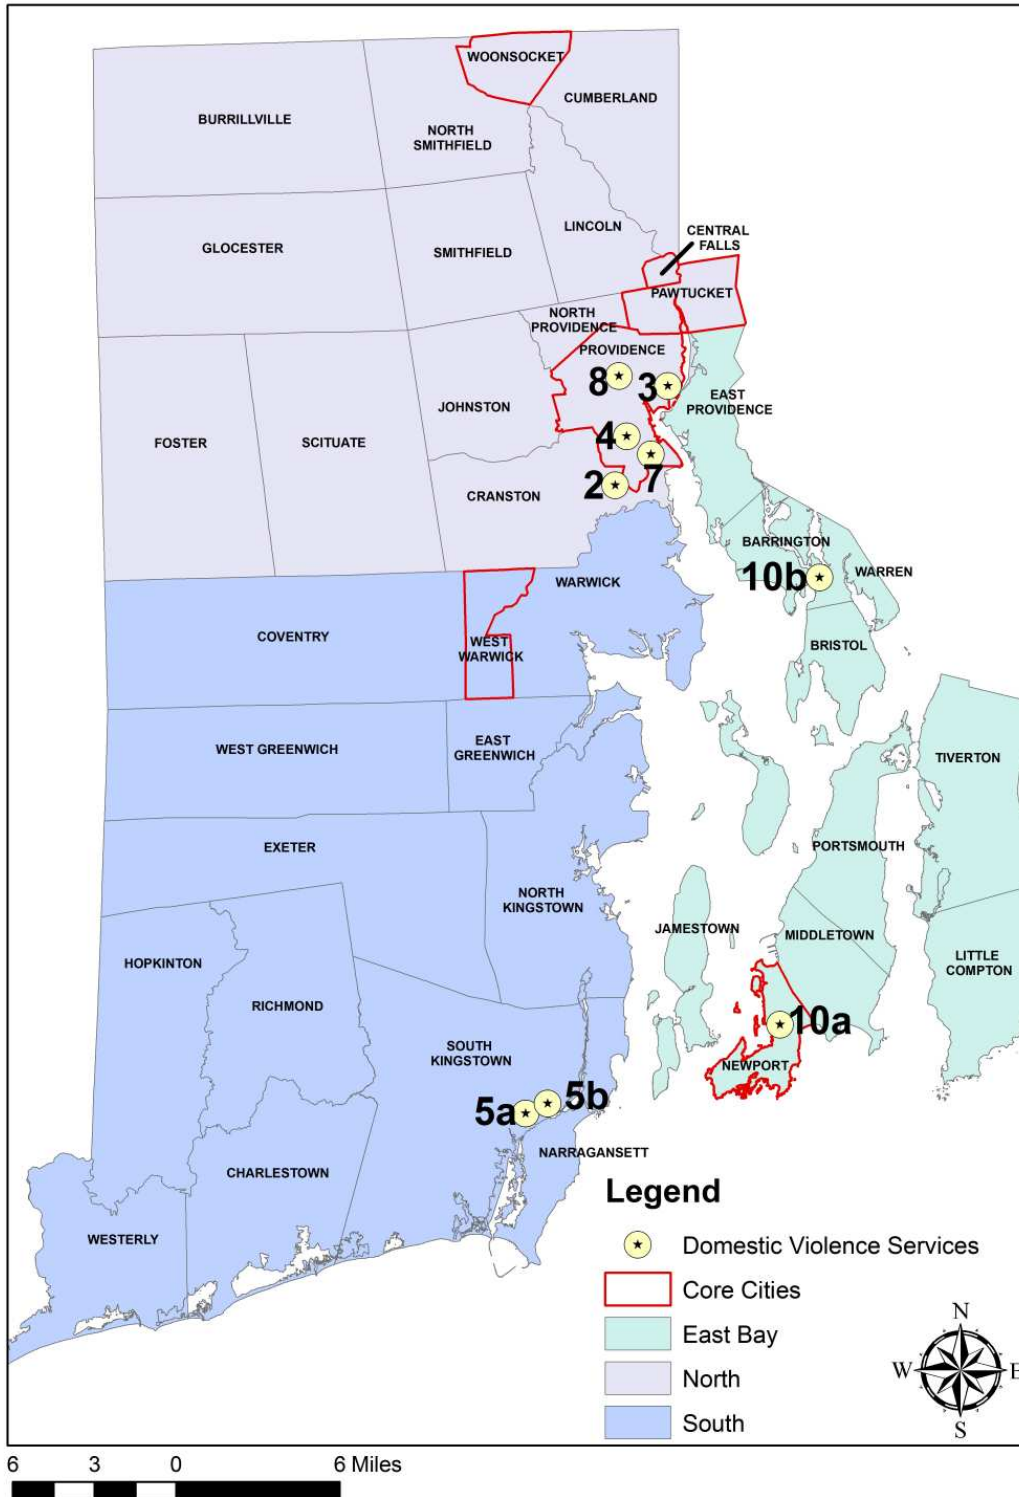 WOONSOCKET
CUMBERLAND
BURRILLVILLE
NORTH
SMITHFIELD
LINCOLN
CENTRAL
FALLS
GLOCESTER
SMITHFIELD
PAWTUCKET
NORTH
PROVIDENCE
PROVIDENCE
8
3
EAST
PROVIDENCE
JOHNSTON
FOSTER
SCITUATE
4
7
2
CRANSTON
BARRINGTON
10b
WARREN
WARWICK
COVENTRY
WEST
WARWICK
BRISTOL
WEST GREENWICH
EAST
GREENWICH
TIVERTON
EXETER
PORTSMOUTH
NORTH
KINGSTOWN
JAMESTOWN
MIDDLETOWN
HOPKINTON
LITTLE
COMPTON
RICHMOND
10a
SOUTH
KINGSTOWN
NEWPORT
5a
5b
NARRAGANSETT
CHARLESTOWN
WESTERLY
Legend
Domestic Violence Services
Core Cities
East Bay
North
South
N
W
E
S
6 3 0 6 Miles